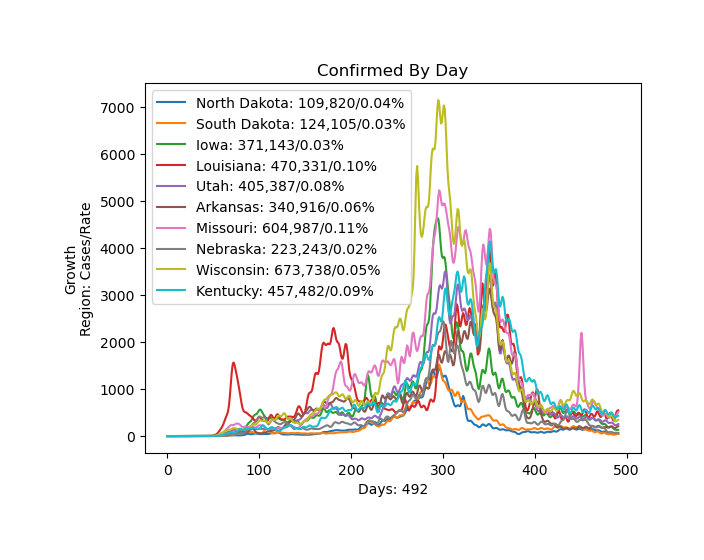 Confirmed By Day
North Dakota: 109,820/0.04%
South Dakota: 124,105/0.03%
Iowa: 371,143/0.03%
Louisiana: 470,331/0.10%
Utah: 405,387/0.08%
Arkansas: 340,916/0.06%
Missouri: 604,987/0.11%
Nebraska: 223,243/0.02%
Wisconsin: 673,738/0.05%
Kentucky: 457,482/0.09%
Growth
Region: Cases/Rate
7000
6000
5000
4000
3000
2000
1000
0
0 100 200 300 400 500
Days: 492